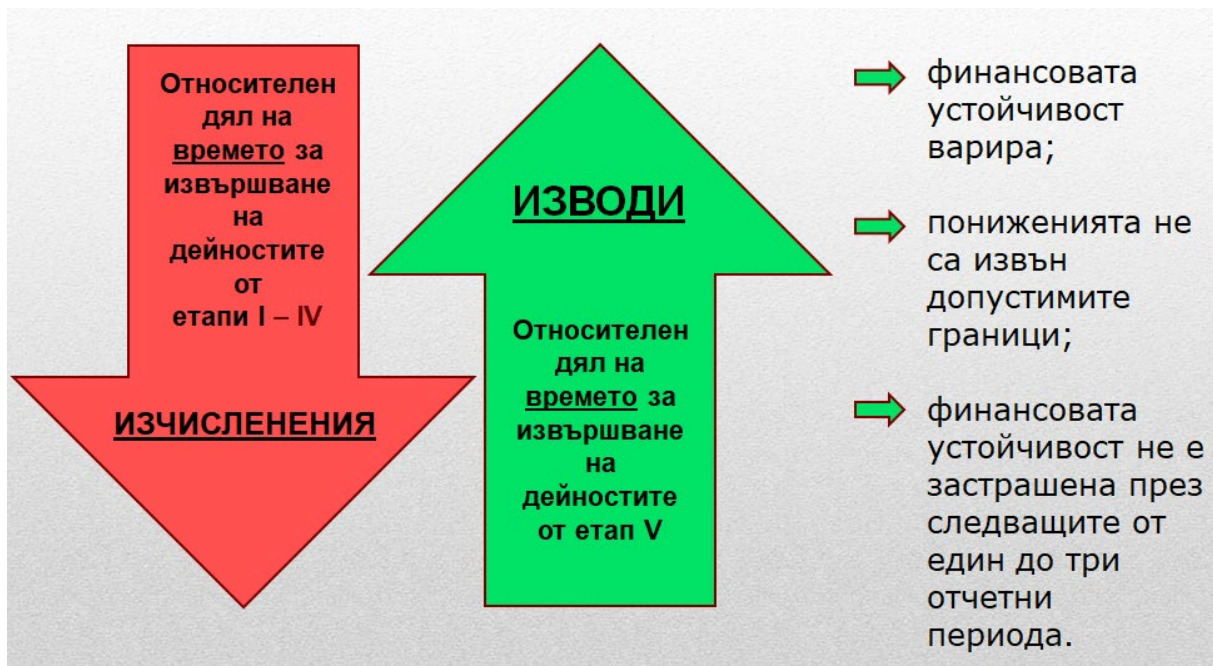 Относителен
дял на
времето за
извършване
на
дейностите
от
етапи I – IV
ИЗЧИСЛЕНЕНИЯ
ИЗВОДИ
Относителен
дял на
времето за
извършване
на
дейностите
от етап V
финансовата
устойчивост
варира;
пониженията не
са извън
допустимите
граници;
финансовата
устойчивост не е
застрашена през
следващите от
един до три
отчетни
периода.